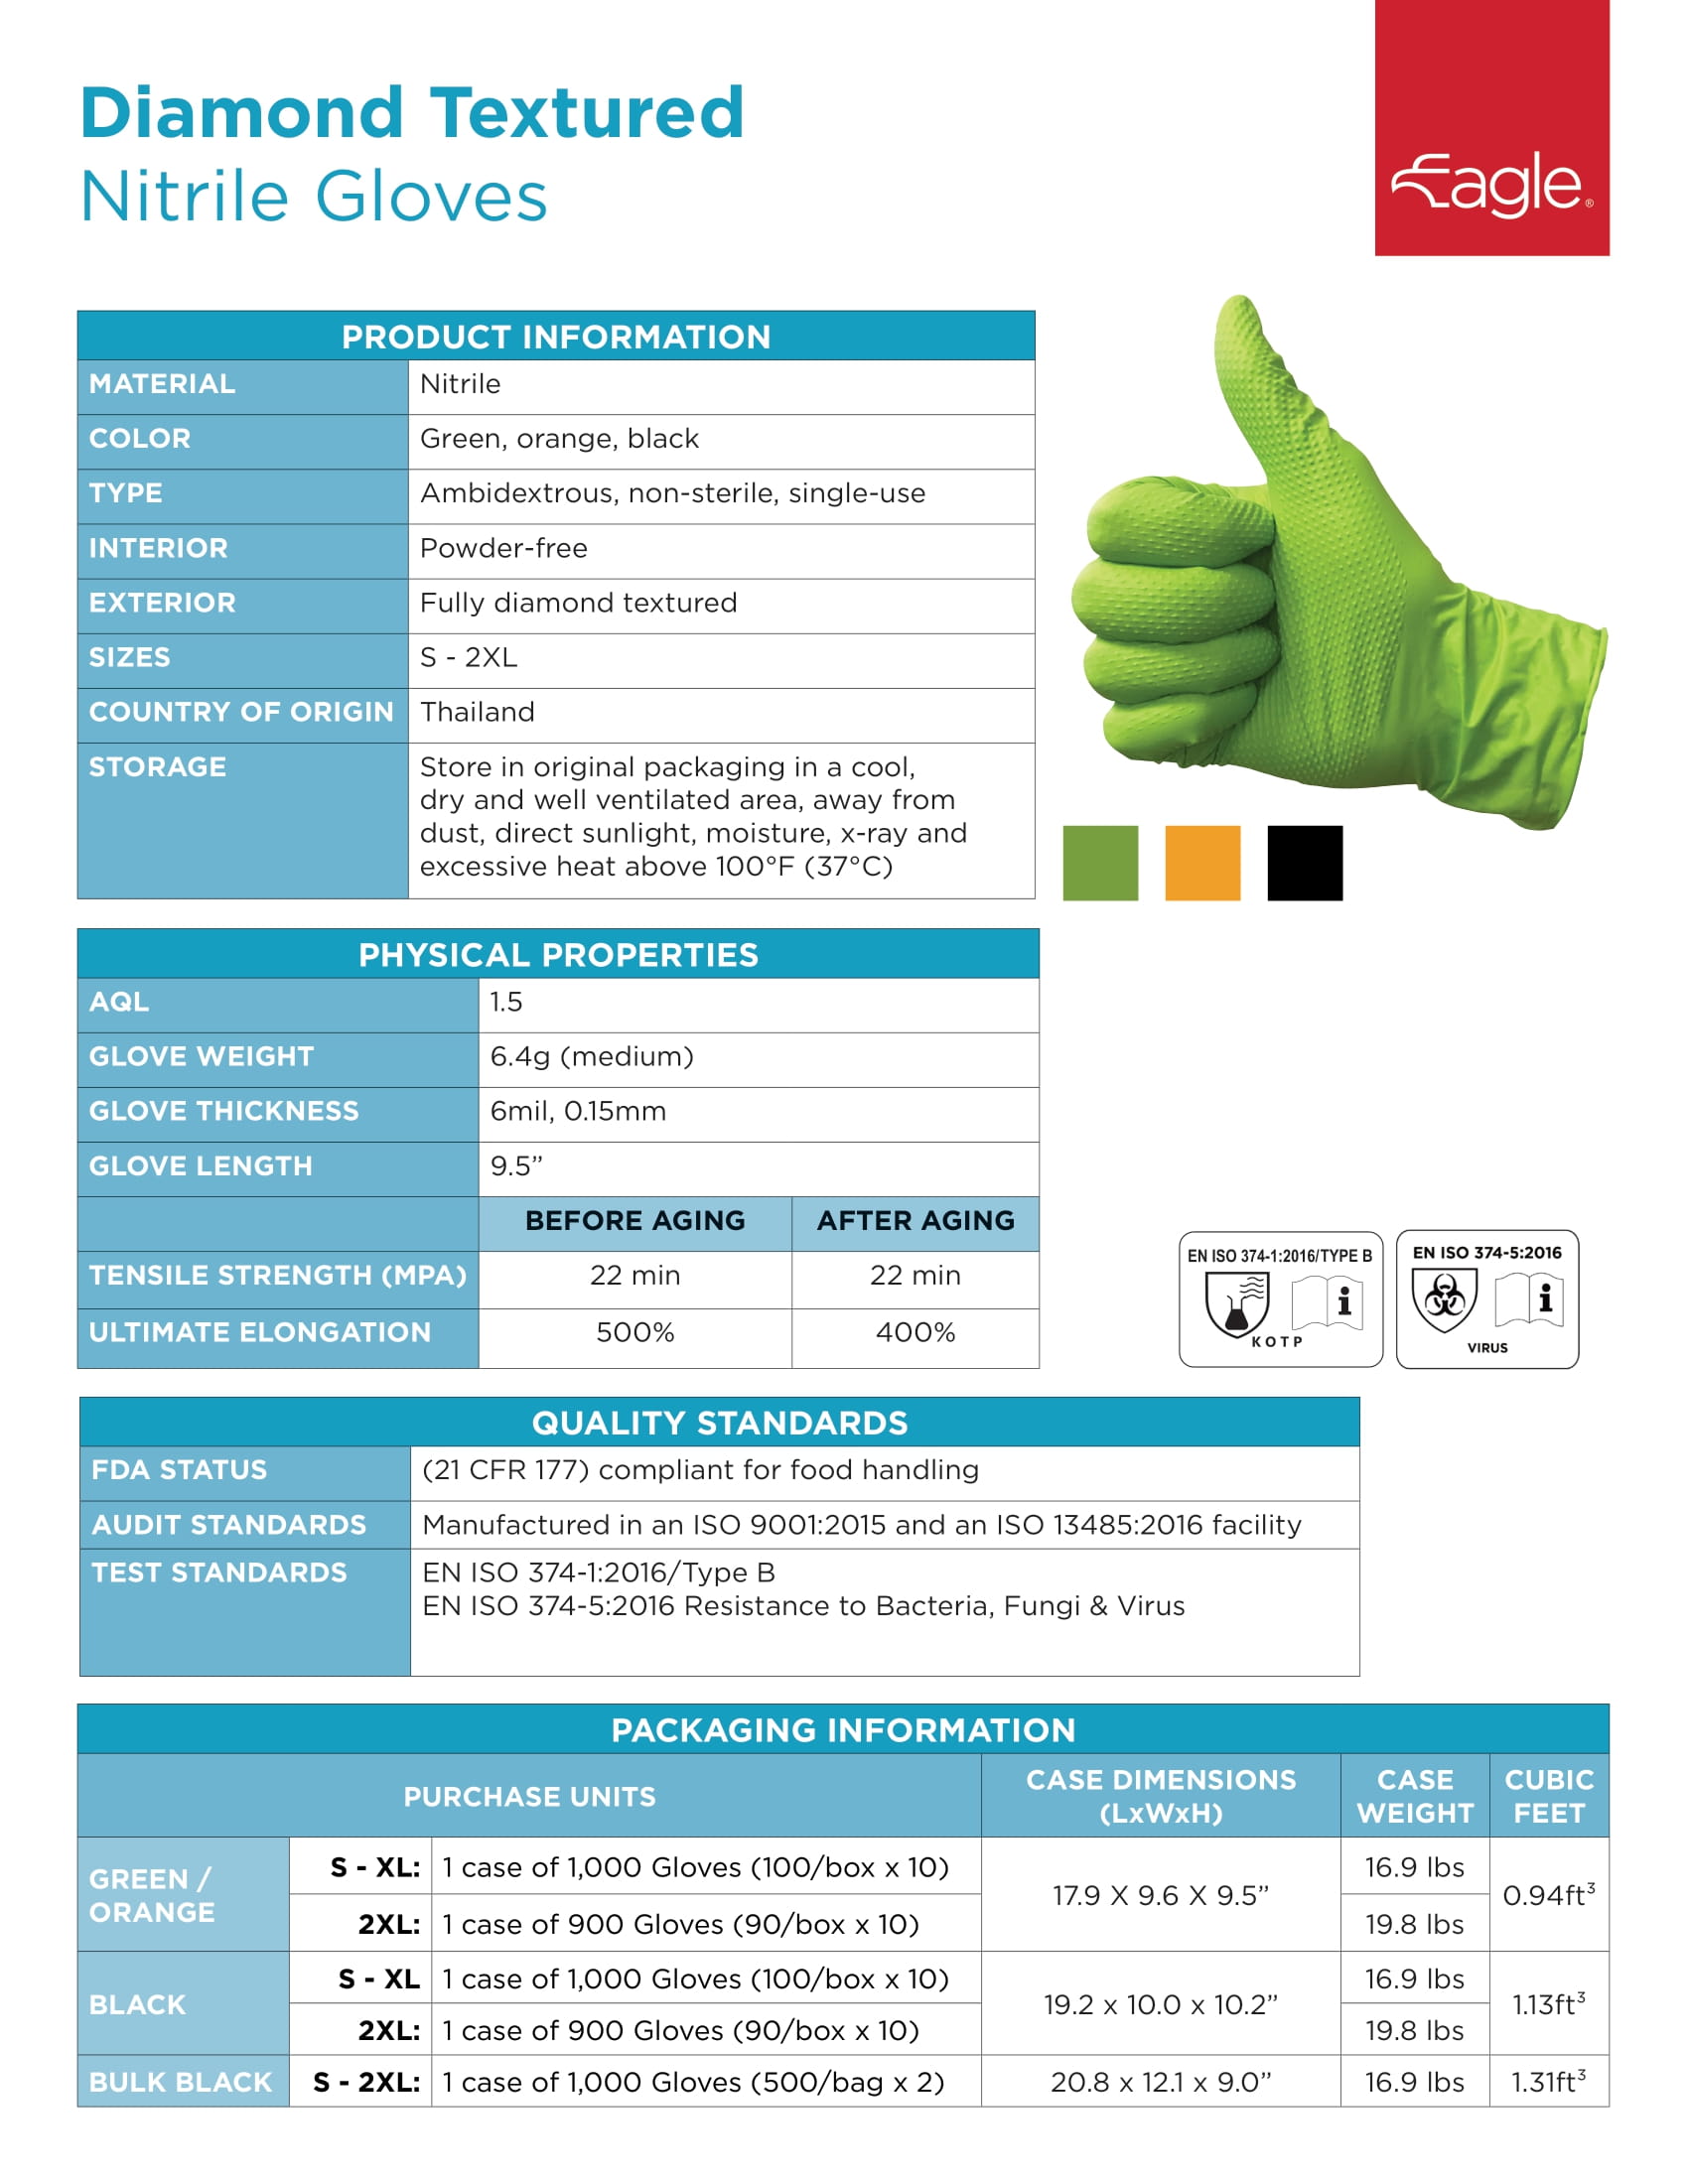 Diamond Textured
Nitrile Gloves
Eagle®
PRODUCT INFORMATION
MATERIAL Nitrile
COLOR Green, orange, black
TYPE Ambidextrous, non-sterile, single-use
INTERIOR Powder-free
EXTERIOR Fully diamond textured
SIZES S - 2XL
COUNTRY OF ORIGIN Thailand
STORAGE Store in original packaging in a cool,
dry and well ventilated area, away from
dust, direct sunlight, moisture, x-ray and
excessive heat above 100°F (37°C)
PHYSICAL PROPERTIES
AQL 1.5
GLOVE WEIGHT 6.4g (medium)
GLOVE THICKNESS 6mil, 0.15mm
GLOVE LENGTH 9.5”
BEFORE AGING AFTER AGING
TENSILE STRENGTH (MPA) 22 min 22 min
ULTIMATE ELONGATION 500% 400%
EN ISO 374-1:2016/TYPE B
i
K O T P
EN ISO 374-5:2016
i
VIRUS
QUALITY STANDARDS
FDA STATUS (21 CFR 177) compliant for food handling
AUDIT STANDARDS Manufactured in an ISO 9001:2015 and an ISO 13485:2016 facility
TEST STANDARDS EN ISO 374-1:2016/Type B
EN ISO 374-5:2016 Resistance to Bacteria, Fungi & Virus
PACKAGING INFORMATION
PURCHASE UNITS CASE DIMENSIONS (LxWxH) CASE WEIGHT CUBIC FEET
GREEN / ORANGE S - XL: 1 case of 1,000 Gloves (100/box x 10) 17.9 X 9.6 X 9.5” 16.9 lbs 0.94ft³
2XL: 1 case of 900 Gloves (90/box x 10) 19.8 lbs
BLACK S - XL 1 case of 1,000 Gloves (100/box x 10) 19.2 x 10.0 x 10.2” 16.9 lbs 1.13ft³
2XL: 1 case of 900 Gloves (90/box x 10) 19.8 lbs
BULK BLACK S - 2XL: 1 case of 1,000 Gloves (500/bag x 2) 20.8 x 12.1 x 9.0” 16.9 lbs 1.31ft³